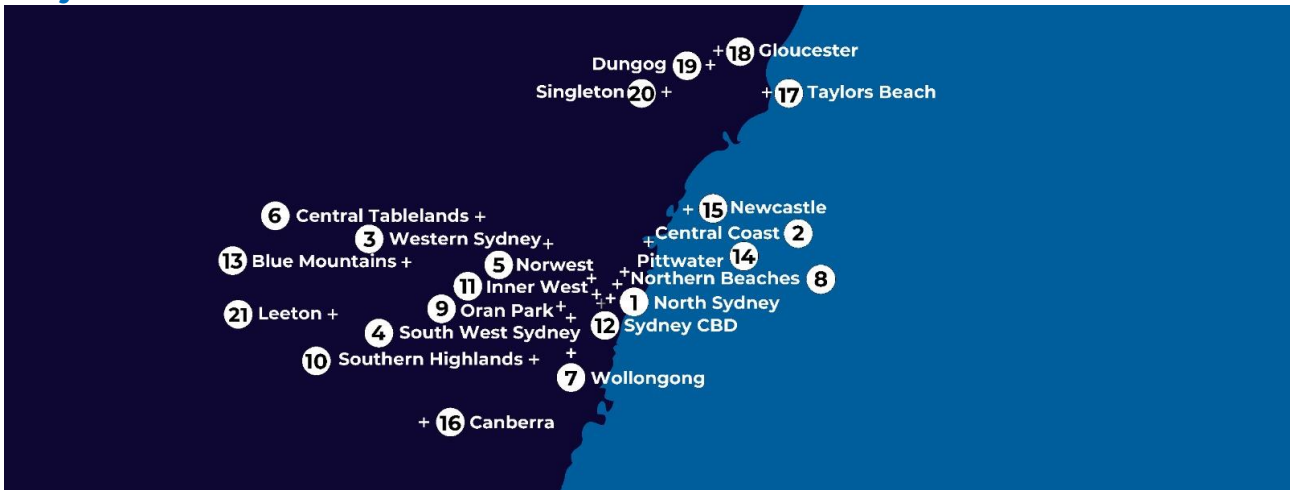 18 Gloucester
Dungog 19
Singleton 20
17 Taylors Beach
6 Central Tablelands
15 Newcastle
3 Western Sydney
Central Coast 2
13 Blue Mountains
5 Norwest
Pittwater 14
11 Inner West
Northern Beaches 8
9 Oran Park
1 North Sydney
21 Leeton
4 South West Sydney
12 Sydney CBD
10 Southern Highlands
7 Wollongong
16 Canberra